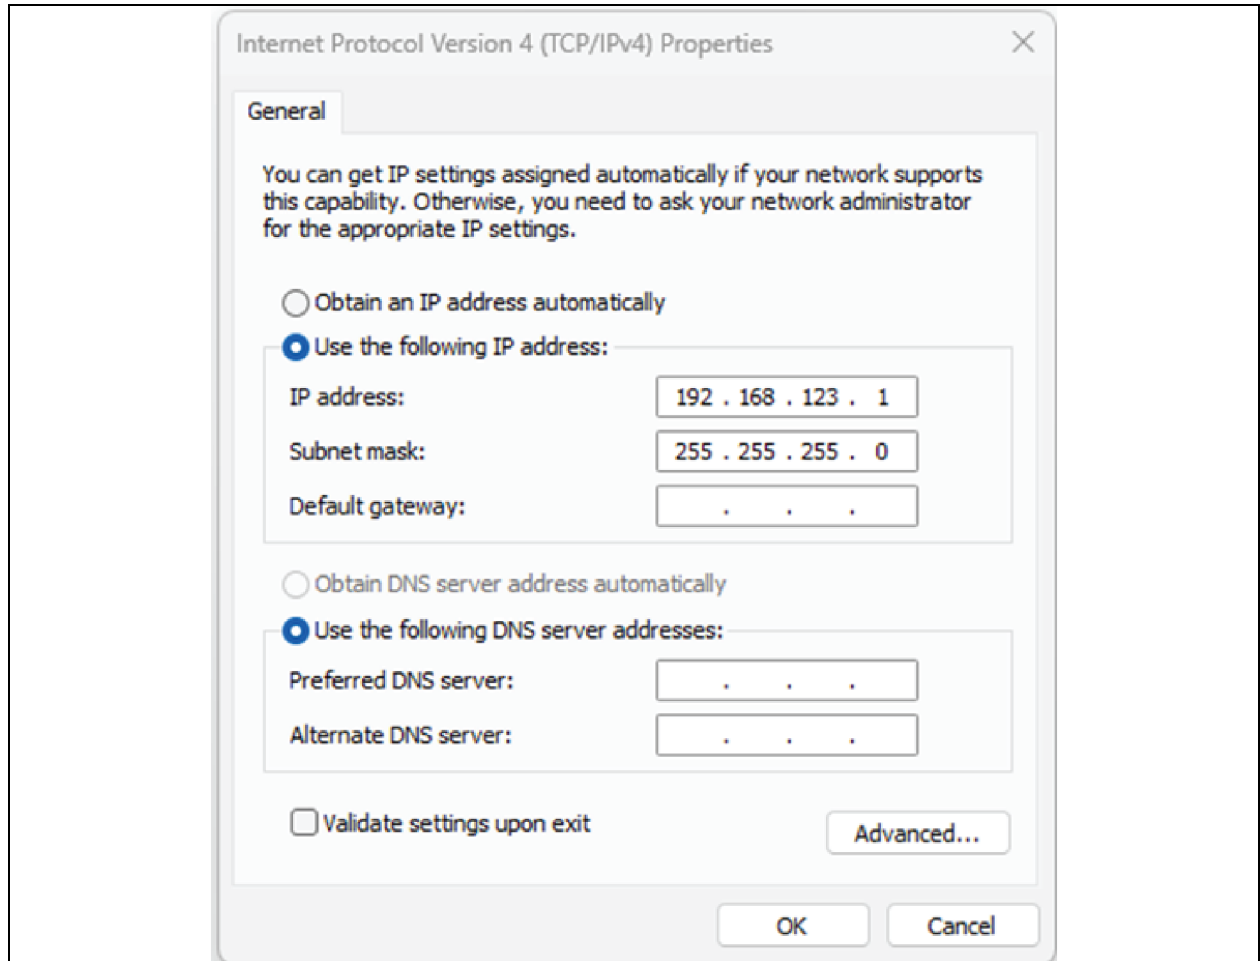 Internet Protocol Version 4 (TCP/IPv4) Properties
General
You can get IP settings assigned automatically if your network supports
this capability. Otherwise, you need to ask your network administrator
for the appropriate IP settings.
Obtain an IP address automatically
Use the following IP address:
IP address: 192 . 168 . 123 . 1
Subnet mask: 255 . 255 . 255 . 0
Default gateway: . . .
Obtain DNS server address automatically
Use the following DNS server addresses:
Preferred DNS server: . . .
Alternate DNS server: . . .
Validate settings upon exit
Advanced...
OK Cancel